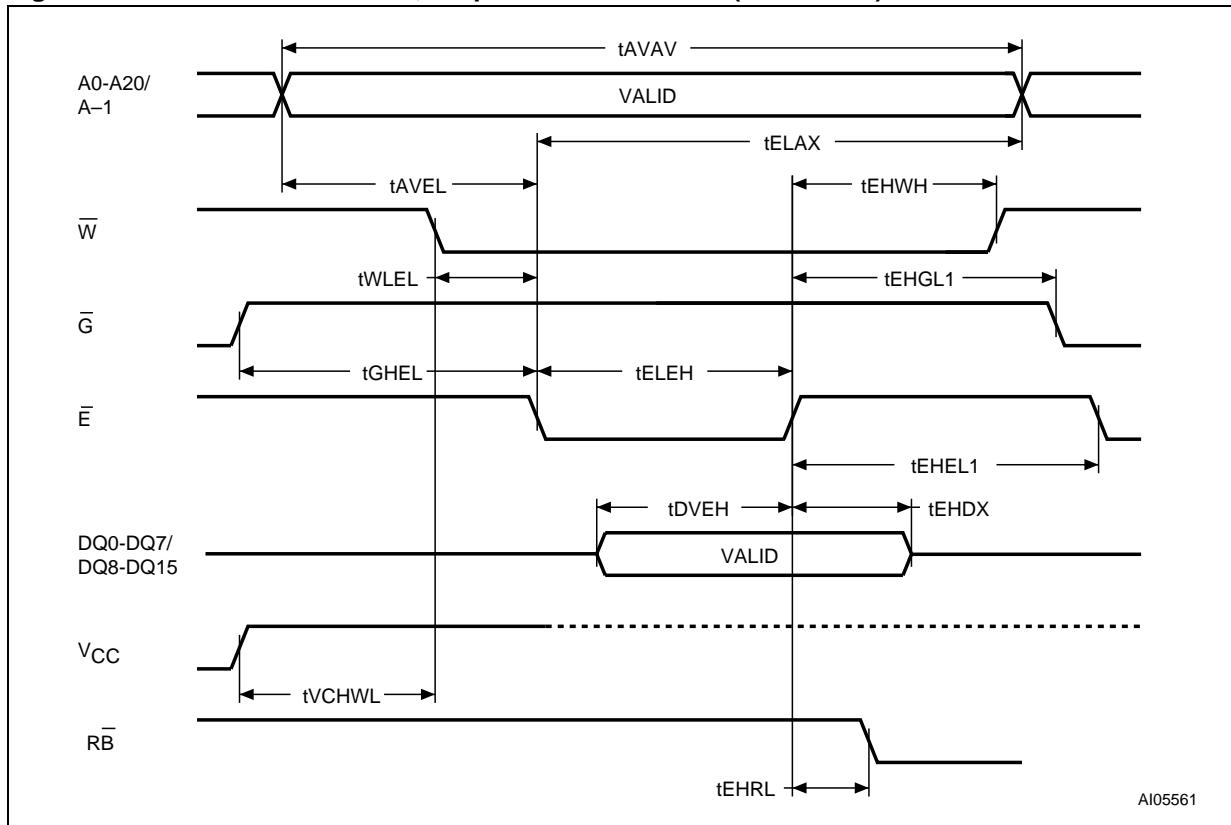 tAVAV
A0-A20/
A–1
VALID
tELAX
tAVEL
tEHWH
W̅
tWLEL
tEHGL1
G̅
tGHEL
tELEH
E̅
tEHEL1
tDVEH
tEHDX
DQ0-DQ7/
DQ8-DQ15
VALID
VCC
tVCHWL
RB̅
tEHRL
AI05561